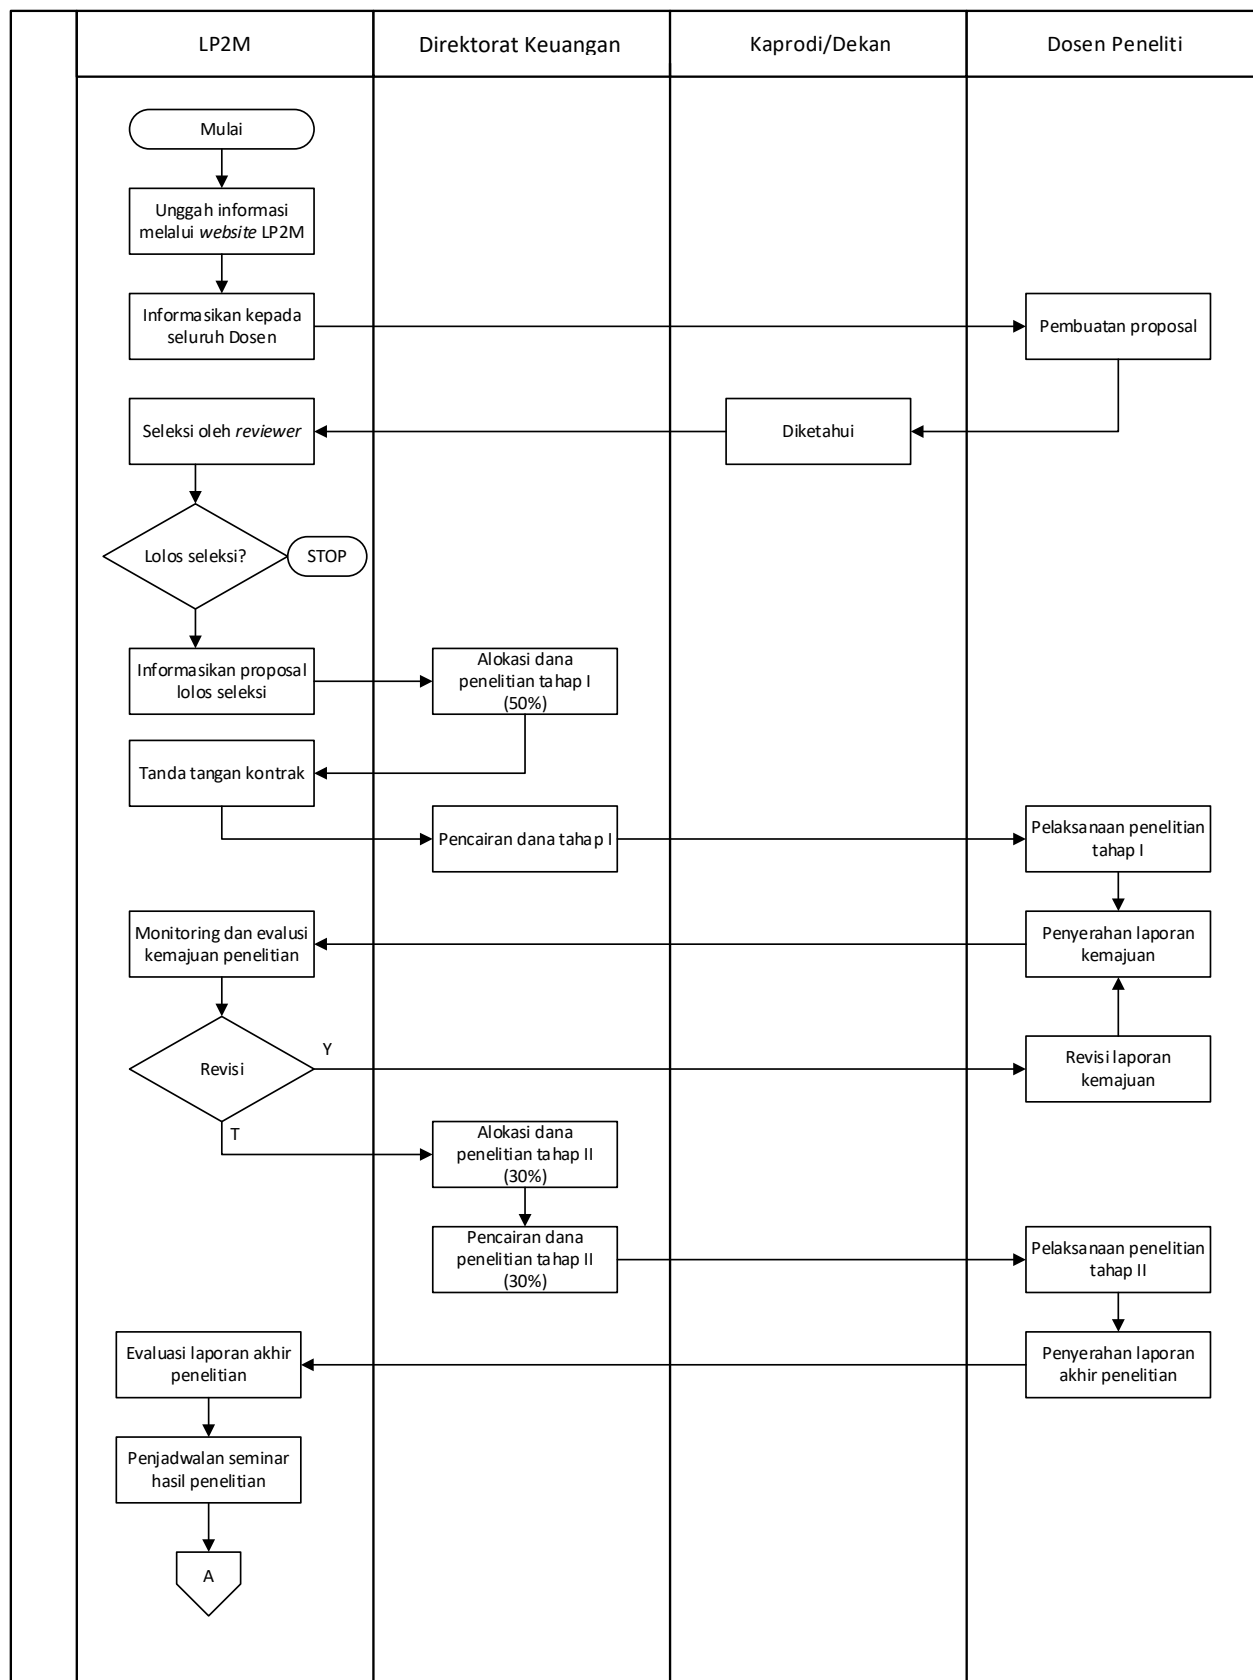 LP2M
Direktorat Keuangan
Kaprodi/Dekan
Dosen Peneliti
Mulai
Unggah informasi
melalui website LP2M
Informasikan kepada
seluruh Dosen
Pembuatan proposal
Seleksi oleh reviewer
Diketahui
Lolos seleksi?
STOP
Informasikan proposal
lolos seleksi
Alokasi dana
penelitian tahap I
(50%)
Tanda tangan kontrak
Pencairan dana tahap I
Pelaksanaan penelitian
tahap I
Monitoring dan evalusi
kemajuan penelitian
Penyerahan laporan
kemajuan
Revisi
Y
Revisi laporan
kemajuan
T
Alokasi dana
penelitian tahap II
(30%)
Pencairan dana
penelitian tahap II
(30%)
Pelaksanaan penelitian
tahap II
Evaluasi laporan akhir
penelitian
Penyerahan laporan
akhir penelitian
Penjadwalan seminar
hasil penelitian
A